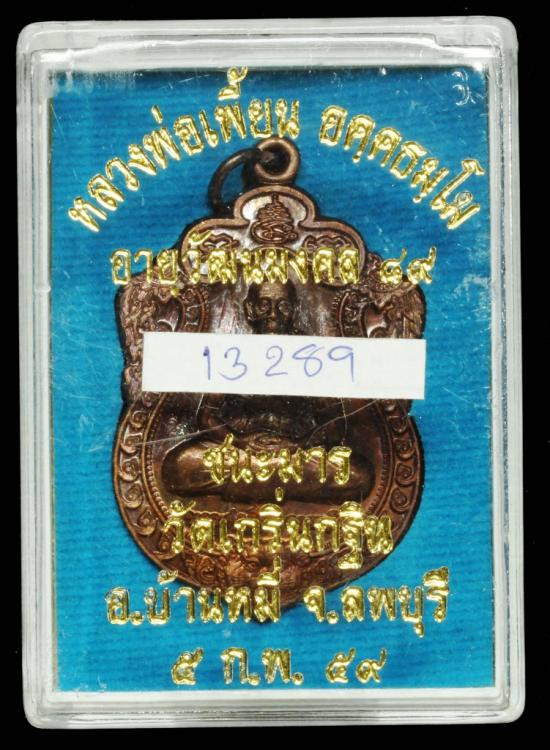 หลวงพ่อเพี้ยน อคฺคธมฺโม
อายุวัฒนมงคล ๘๙
13289
ชนะมาร
วัดเกริ่นกฐิน
อ.บ้านหมี่ จ.ลพบุรี
๕ ก.พ. ๕๙